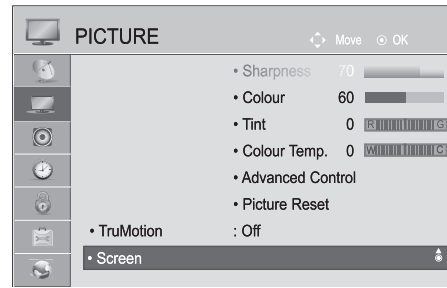 PICTURE Move OK
• Sharpness 70
• Colour 60
• Tint 0 R G
• Colour Temp. 0 W C
• Advanced Control
• Picture Reset
• TruMotion : Off
• Screen